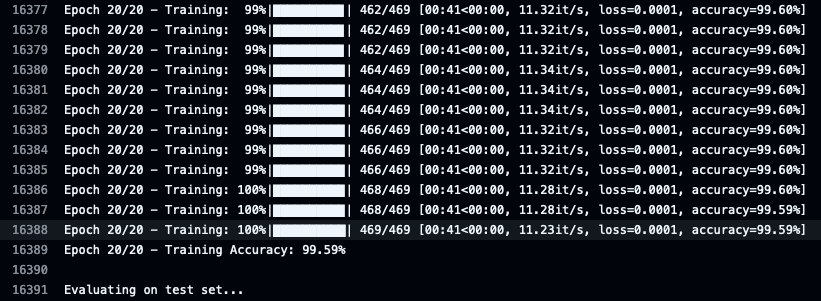 16377 Epoch 20/20 – Training:  99%|██████████| 462/469 [00:41<00:00, 11.32it/s, loss=0.0001, accuracy=99.60%]
16378 Epoch 20/20 – Training:  99%|██████████| 462/469 [00:41<00:00, 11.32it/s, loss=0.0001, accuracy=99.60%]
16379 Epoch 20/20 – Training:  99%|██████████| 462/469 [00:41<00:00, 11.32it/s, loss=0.0001, accuracy=99.60%]
16380 Epoch 20/20 – Training:  99%|██████████| 464/469 [00:41<00:00, 11.34it/s, loss=0.0001, accuracy=99.60%]
16381 Epoch 20/20 – Training:  99%|██████████| 464/469 [00:41<00:00, 11.34it/s, loss=0.0001, accuracy=99.60%]
16382 Epoch 20/20 – Training:  99%|██████████| 464/469 [00:41<00:00, 11.34it/s, loss=0.0001, accuracy=99.60%]
16383 Epoch 20/20 – Training:  99%|██████████| 466/469 [00:41<00:00, 11.32it/s, loss=0.0001, accuracy=99.60%]
16384 Epoch 20/20 – Training:  99%|██████████| 466/469 [00:41<00:00, 11.32it/s, loss=0.0001, accuracy=99.60%]
16385 Epoch 20/20 – Training:  99%|██████████| 466/469 [00:41<00:00, 11.32it/s, loss=0.0001, accuracy=99.60%]
16386 Epoch 20/20 – Training: 100%|██████████| 468/469 [00:41<00:00, 11.28it/s, loss=0.0001, accuracy=99.60%]
16387 Epoch 20/20 – Training: 100%|██████████| 468/469 [00:41<00:00, 11.28it/s, loss=0.0001, accuracy=99.59%]
16388 Epoch 20/20 – Training: 100%|██████████| 469/469 [00:41<00:00, 11.23it/s, loss=0.0001, accuracy=99.59%]
16389 Epoch 20/20 – Training Accuracy: 99.59%
16390
16391 Evaluating on test set...